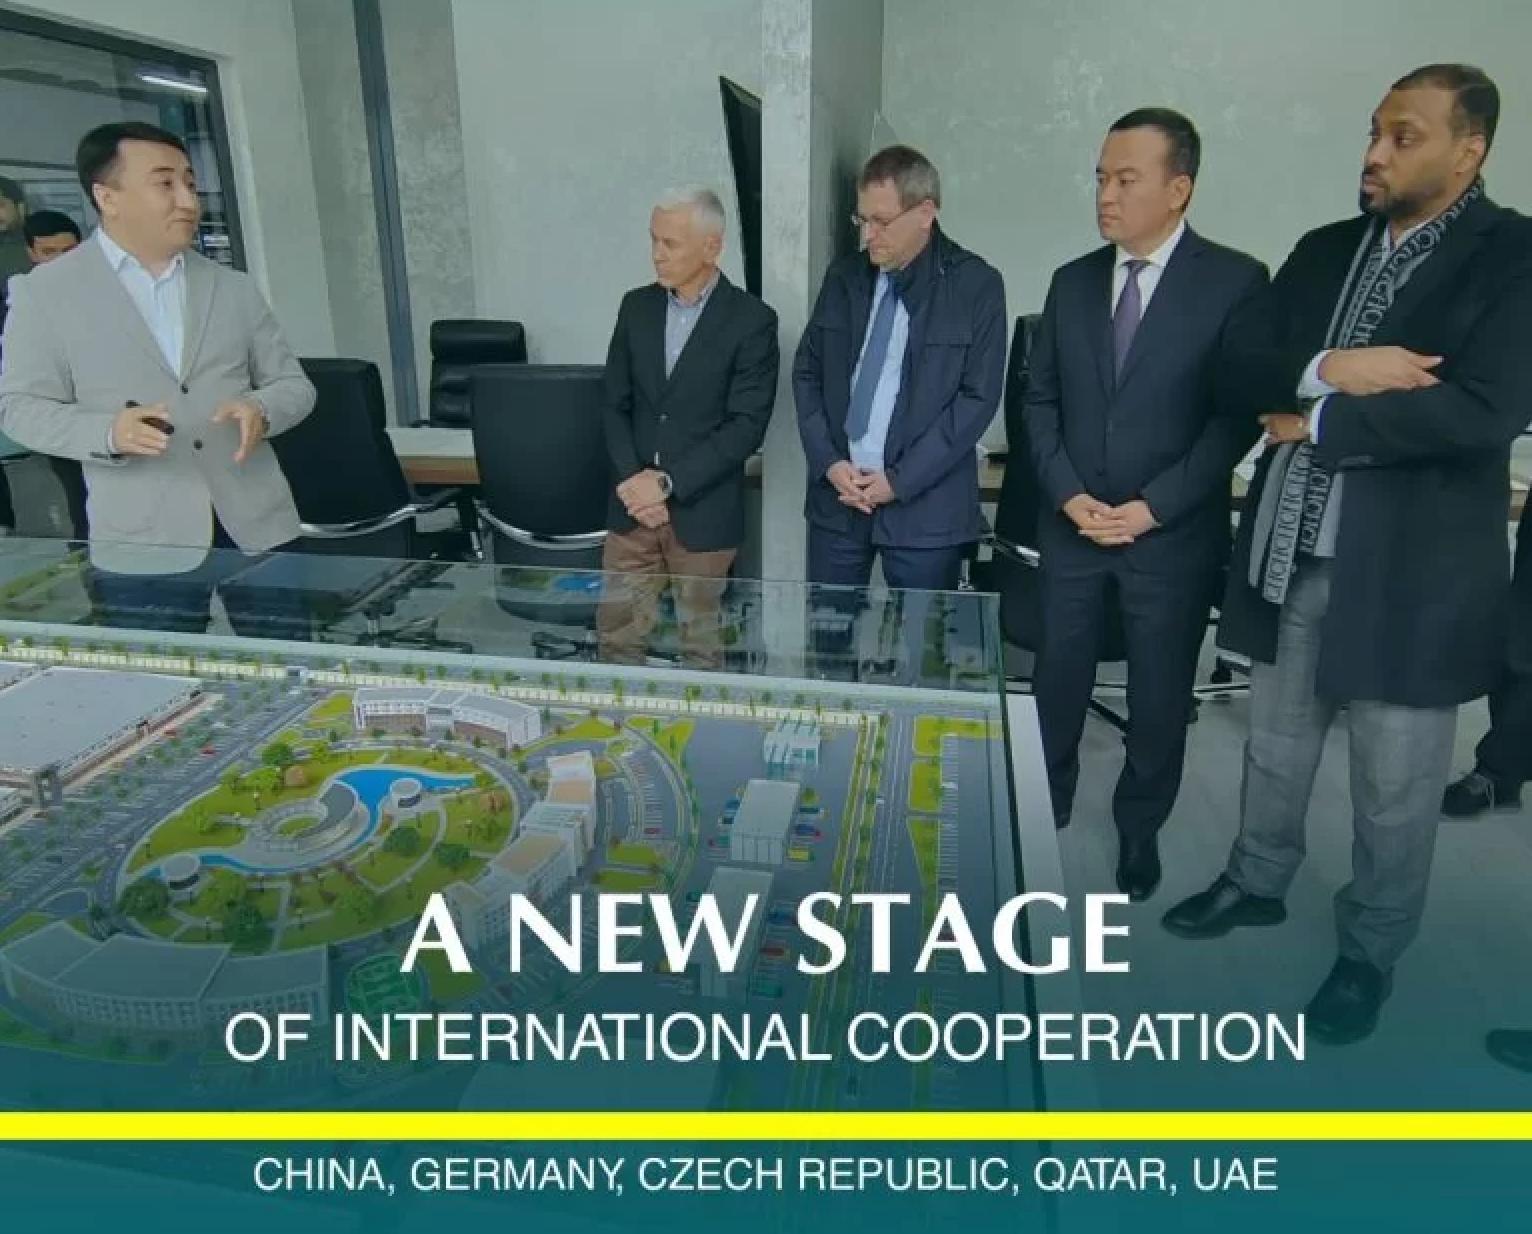 A NEW STAGE
OF INTERNATIONAL COOPERATION
CHINA, GERMANY, CZECH REPUBLIC, QATAR, UAE